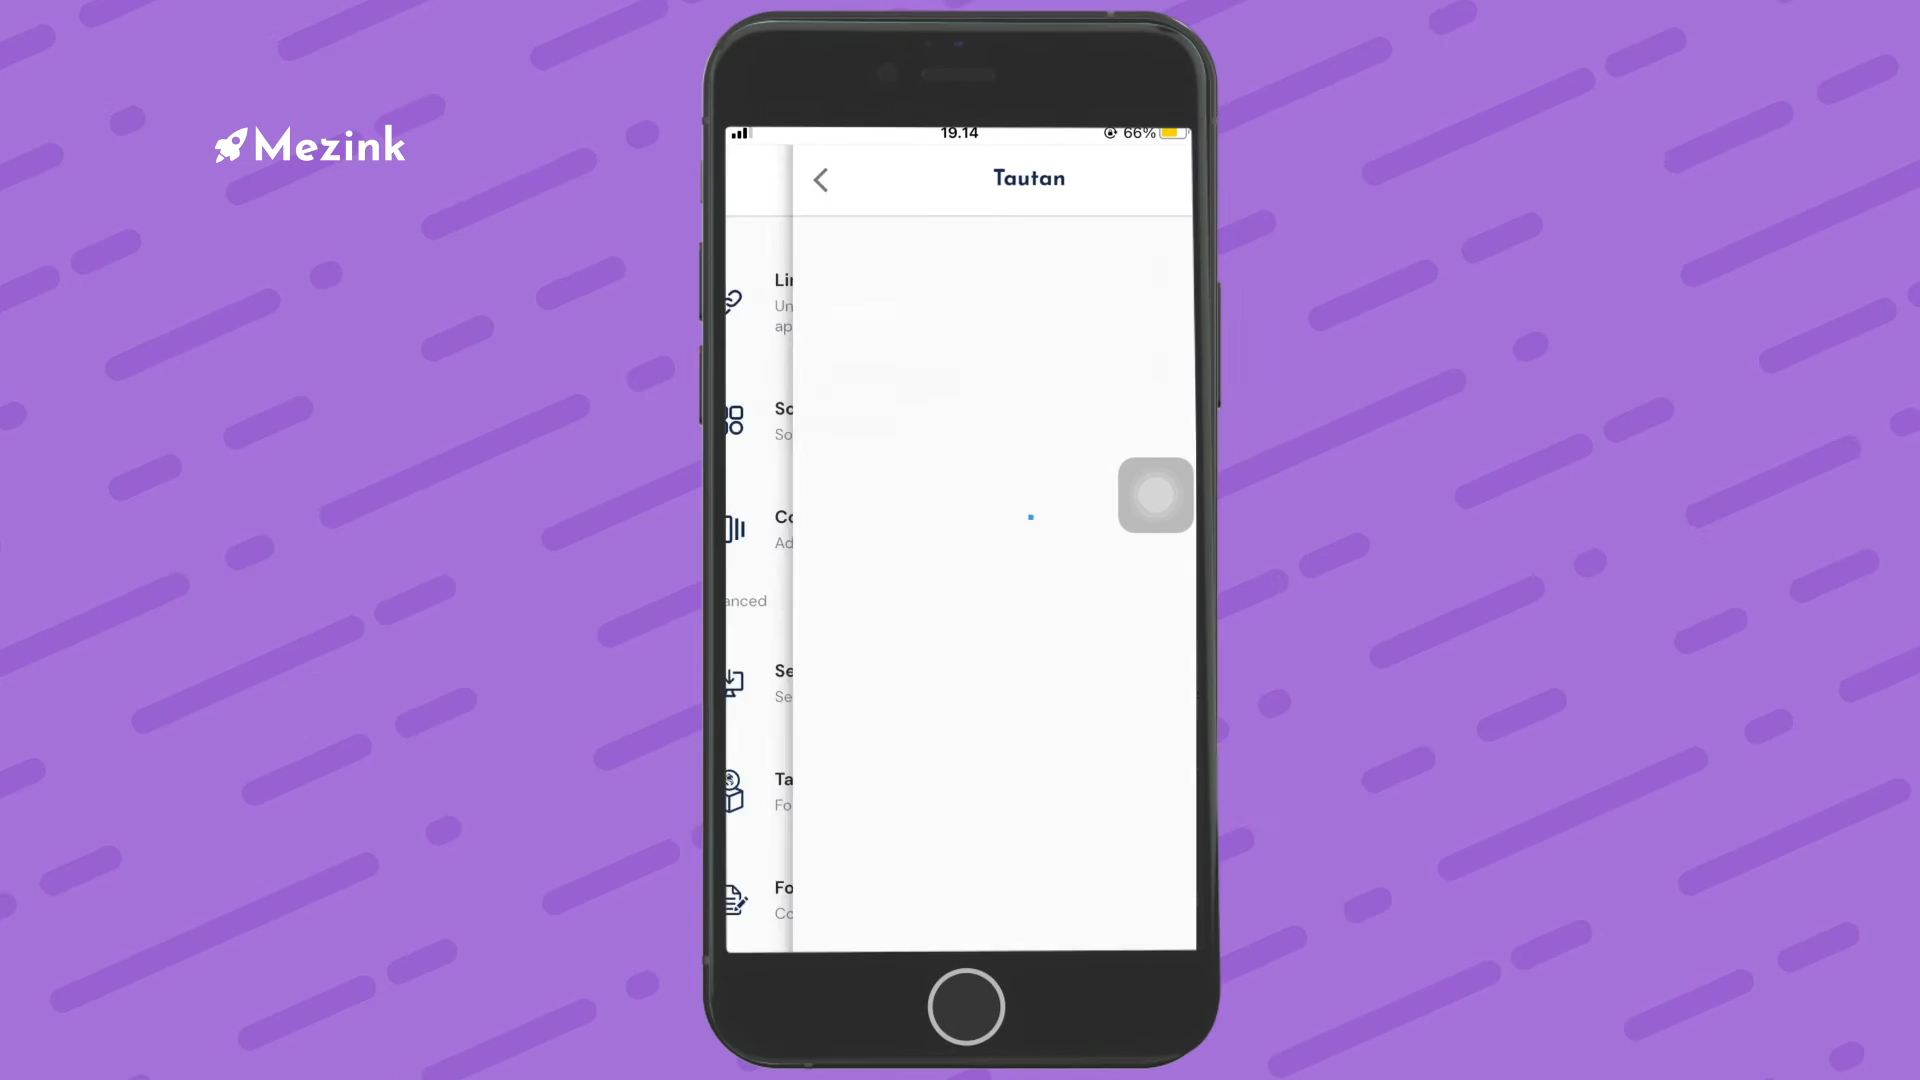 Mezink
19.14
66%
Tautan
Li
Un
ap
So
So
Co
Ad
anced
Se
Se
Ta
Fo
Fo
Co